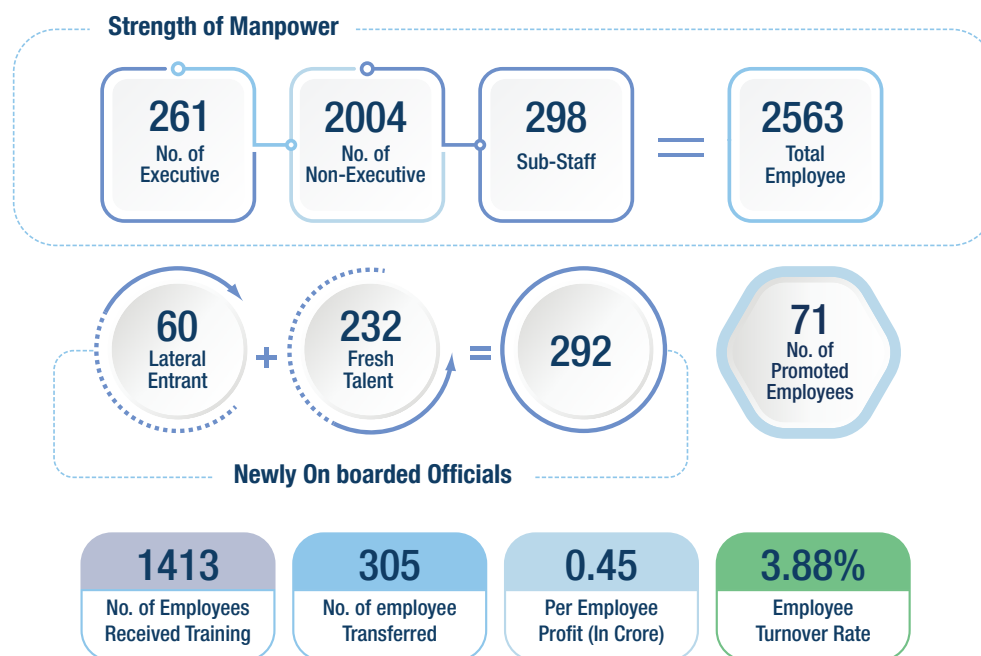 Strength of Manpower
261
No. of
Executive
2004
No. of
Non-Executive
298
Sub-Staff
=
2563
Total
Employee
60
Lateral
Entrant
+
232
Fresh
Talent
=
292
Newly On boarded Officials
71
No. of
Promoted
Employees
1413
No. of Employees
Received Training
305
No. of employee
Transferred
0.45
Per Employee
Profit (In Crore)
3.88%
Employee
Turnover Rate